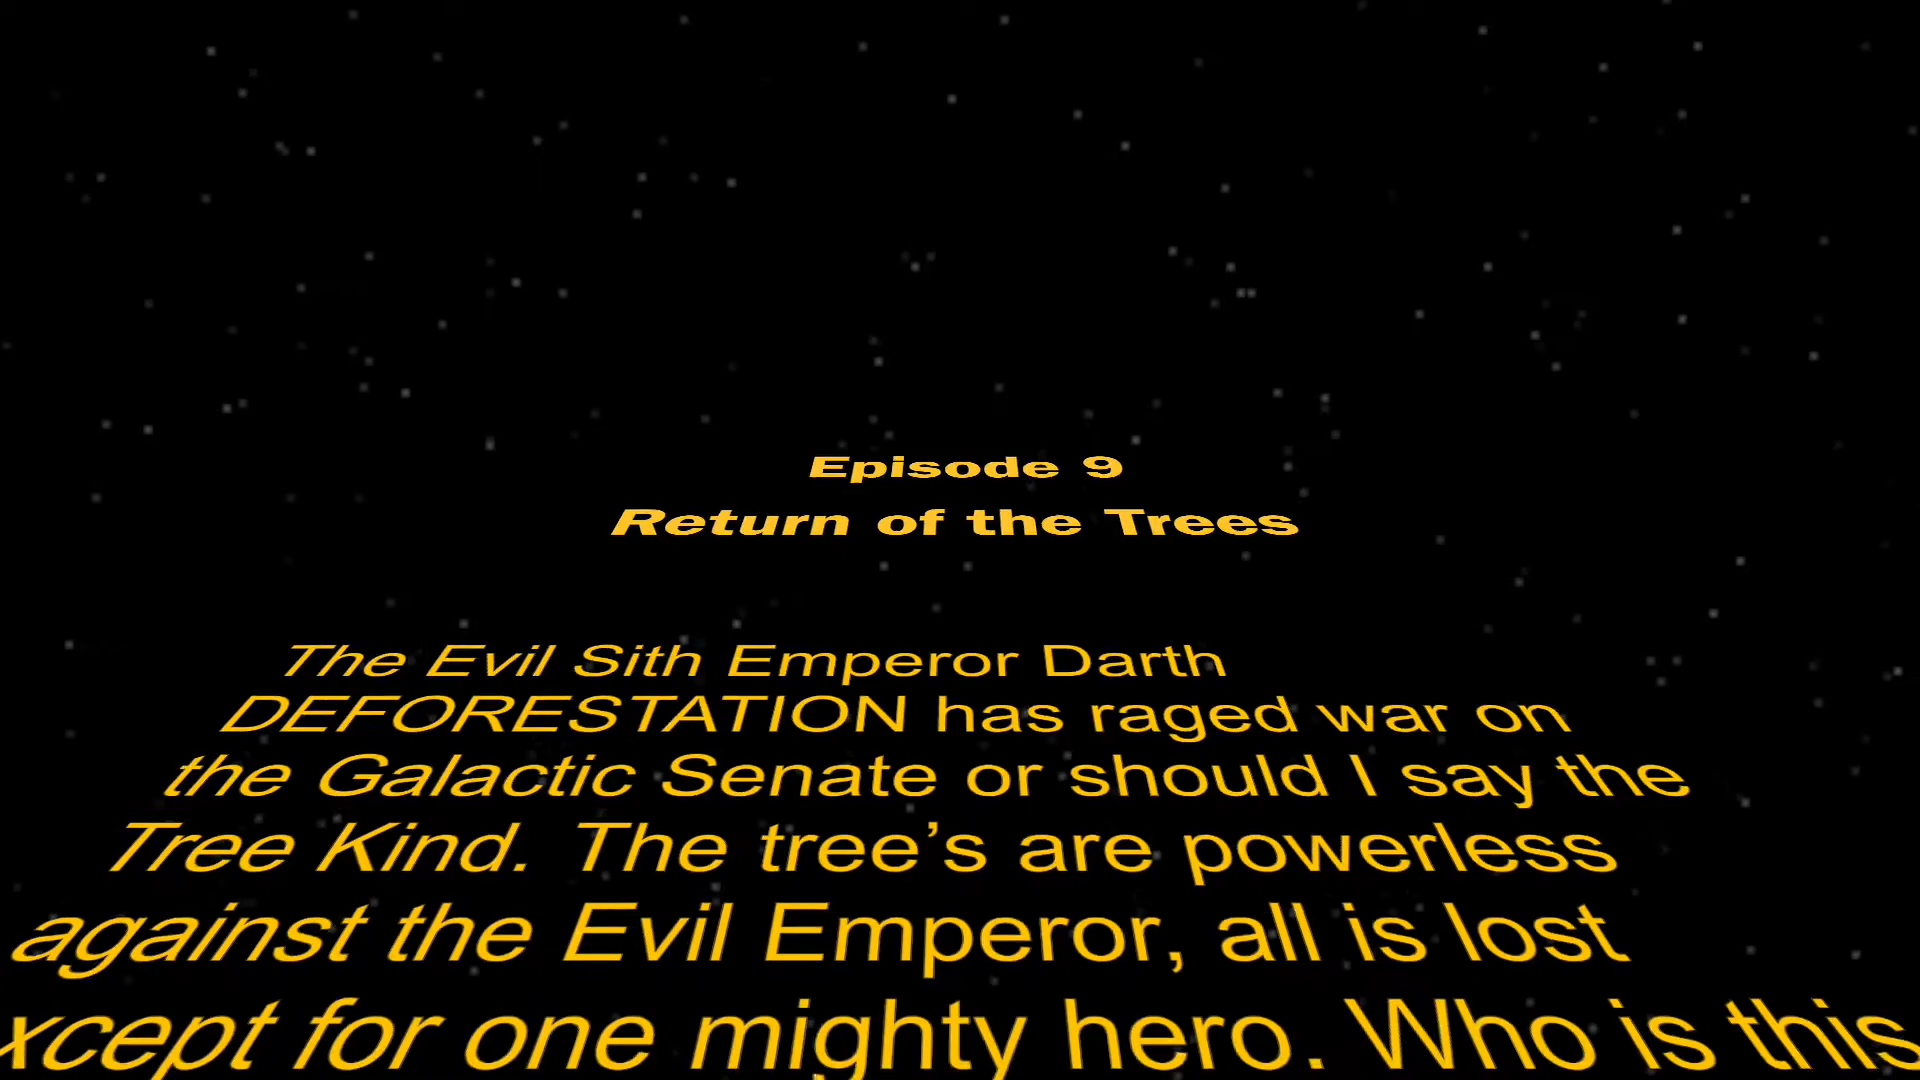 Episode 9
Return of the Trees
The Evil Sith Emperor Darth
DEFORESTATION has raged war on
the Galactic Senate or should I say the
Tree Kind. The tree’s are powerless
against the Evil Emperor, all is lost
xcept for one mighty hero. Who is this